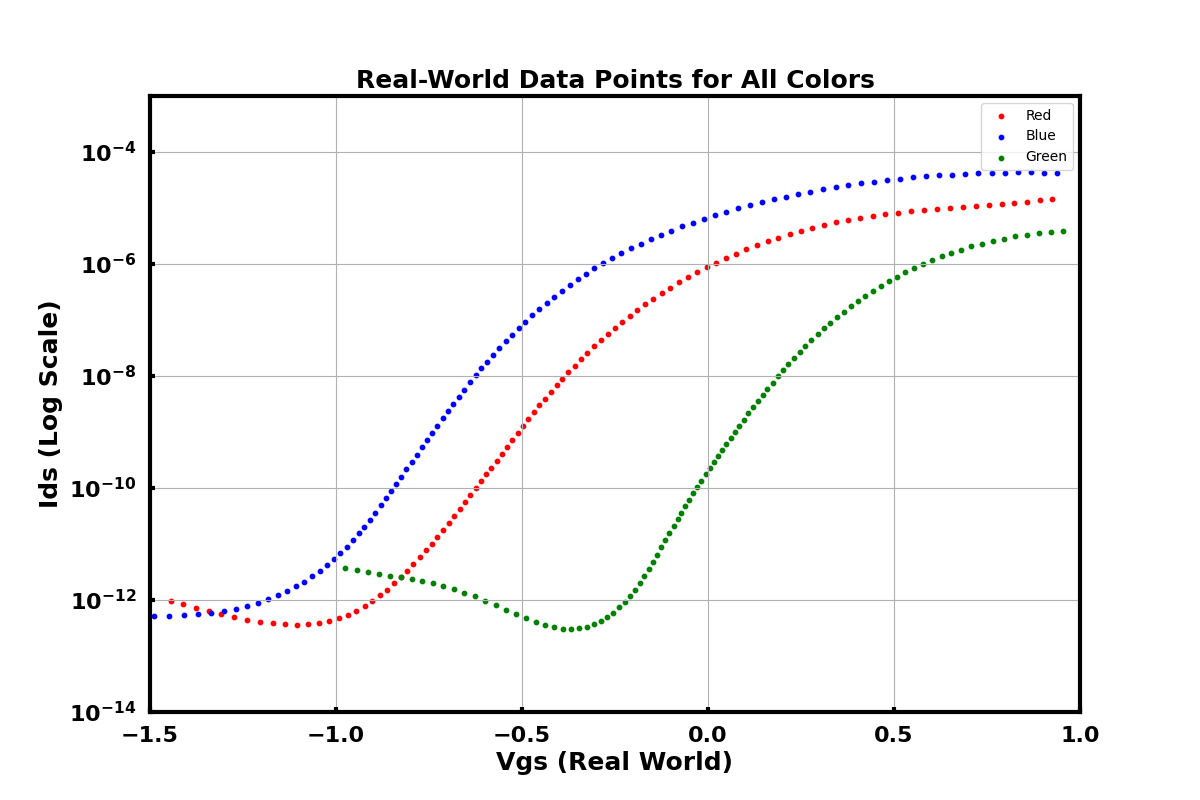 Real-World Data Points for All Colors
Red
Blue
Green
10⁻⁴
10⁻⁶
10⁻⁸
10⁻¹⁰
10⁻¹²
10⁻¹⁴
Ids (Log Scale)
−1.5 −1.0 −0.5 0.0 0.5 1.0
Vgs (Real World)